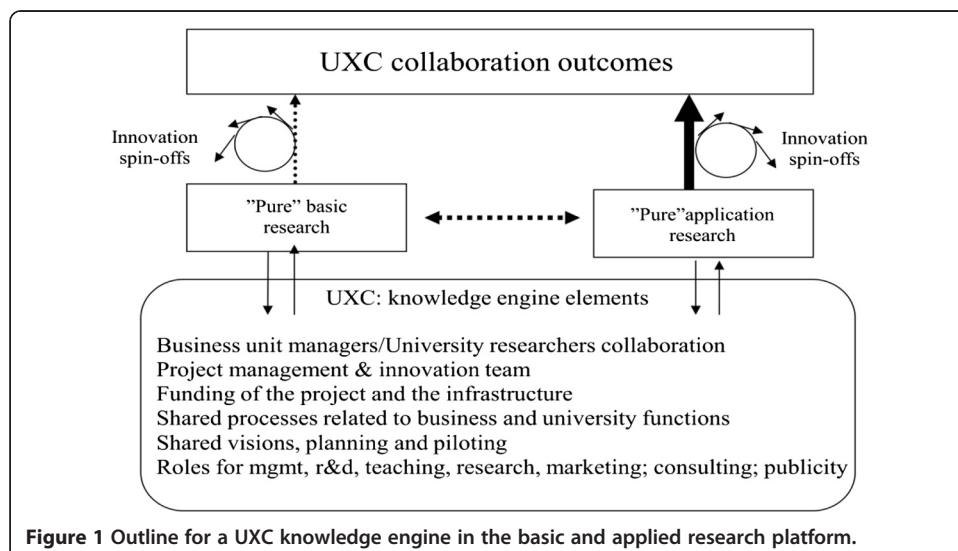 UXC collaboration outcomes
Innovation
spin-offs
Innovation
spin-offs
”Pure” basic
research
”Pure”application
research
UXC: knowledge engine elements
Business unit managers/University researchers collaboration
Project management & innovation team
Funding of the project and the infrastructure
Shared processes related to business and university functions
Shared visions, planning and piloting
Roles for mgmt, r&d, teaching, research, marketing; consulting; publicity
Figure 1 Outline for a UXC knowledge engine in the basic and applied research platform.